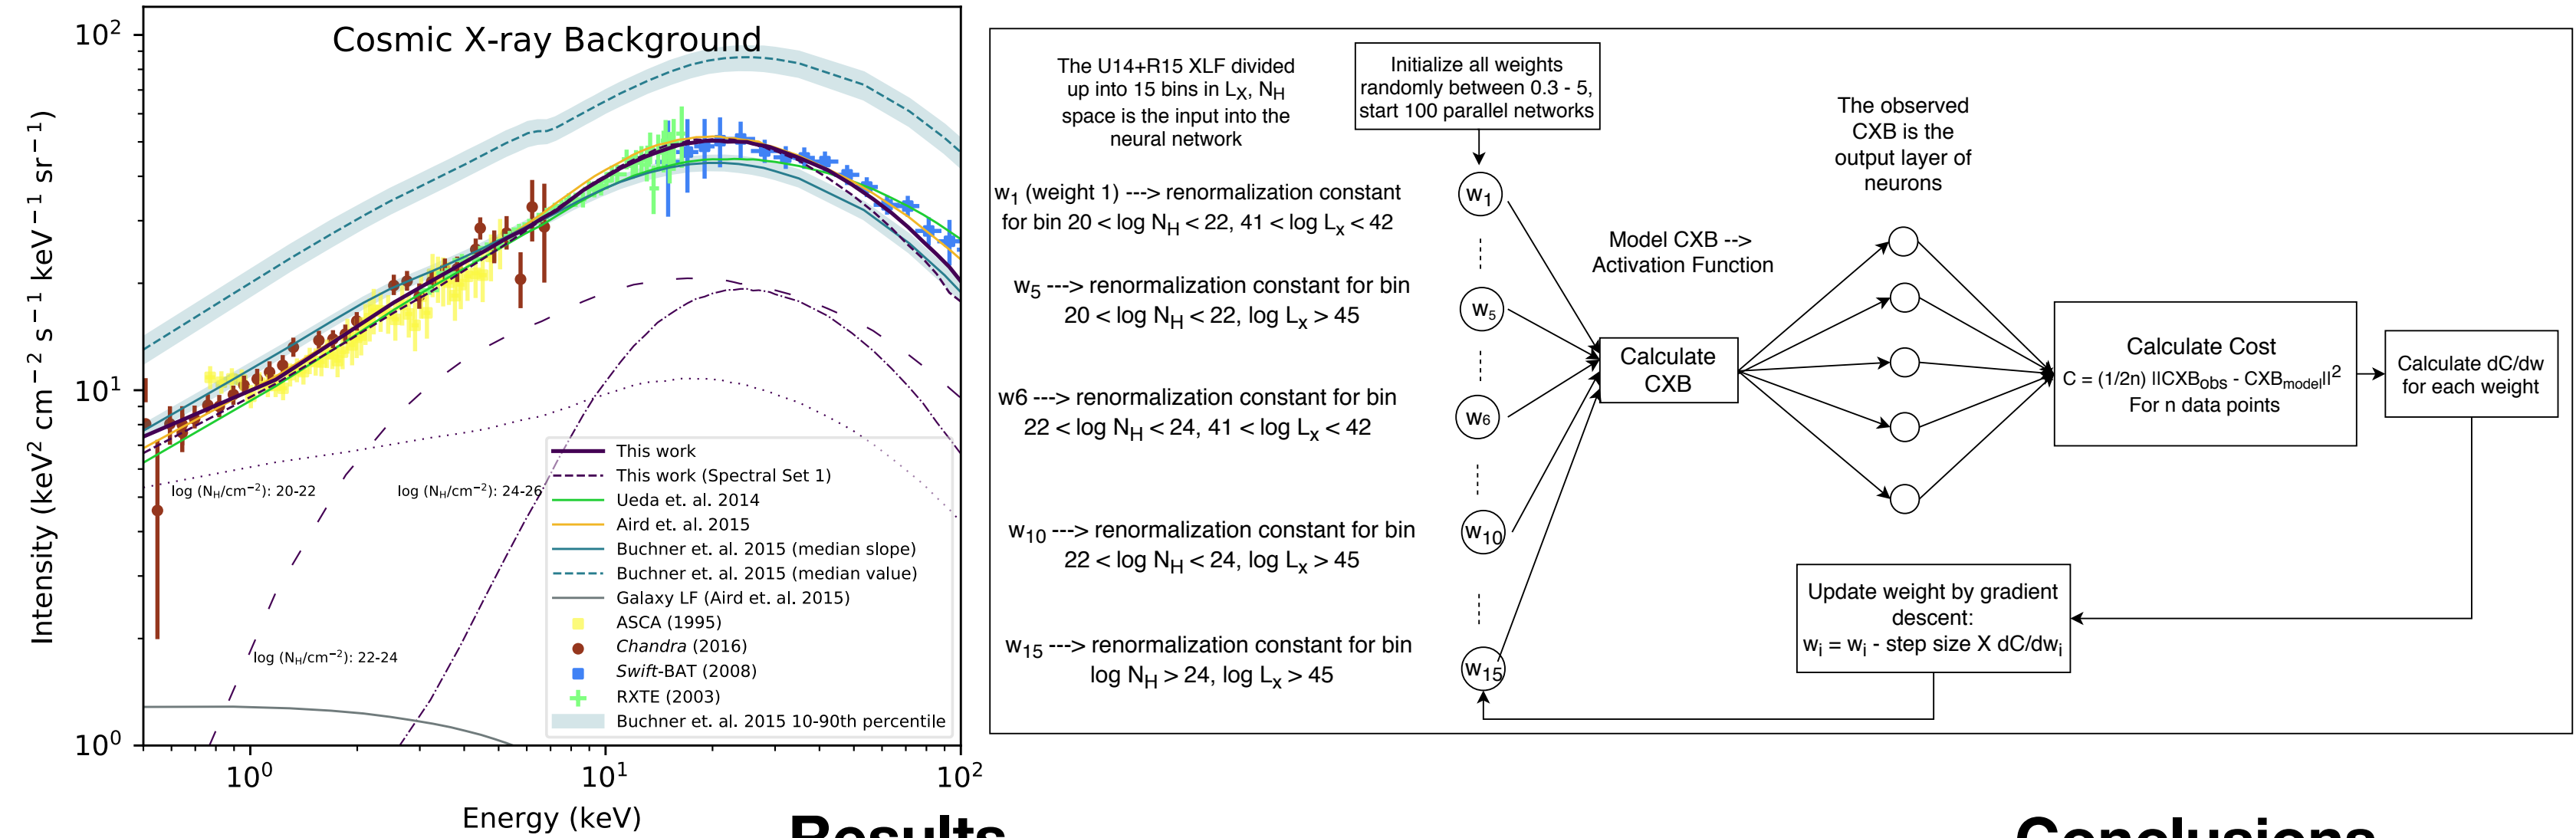 Cosmic X-ray Background
10²
10¹
10⁰
Intensity (keV² cm⁻² s⁻¹ keV⁻¹ sr⁻¹)
log (N_H/cm⁻²): 20-22
log (N_H/cm⁻²): 24-26
log (N_H/cm⁻²): 22-24
This work
This work (Spectral Set 1)
Ueda et. al. 2014
Aird et. al. 2015
Buchner et. al. 2015 (median slope)
Buchner et. al. 2015 (median value)
Galaxy LF (Aird et. al. 2015)
ASCA (1995)
Chandra (2016)
Swift-BAT (2008)
RXTE (2003)
Buchner et. al. 2015 10-90th percentile
10⁰ 10¹ 10²
Energy (keV)
The U14+R15 XLF divided
up into 15 bins in L_X, N_H
space is the input into the
neural network
Initialize all weights
randomly between 0.3 - 5,
start 100 parallel networks
w₁ (weight 1) ---> renormalization constant
for bin 20 < log N_H < 22, 41 < log L_x < 42
w₅ ---> renormalization constant for bin
20 < log N_H < 22, log L_x > 45
w6 ---> renormalization constant for bin
22 < log N_H < 24, 41 < log L_x < 42
w₁₀ ---> renormalization constant for bin
22 < log N_H < 24, log L_x > 45
w₁₅ ---> renormalization constant for bin
log N_H > 24, log L_x > 45
w₁
w₅
w₆
w₁₀
w₁₅
Model CXB -->
Activation Function
Calculate
CXB
The observed
CXB is the
output layer of
neurons
Calculate Cost
C = (1/2n) ||CXB_obs - CXB_model||²
For n data points
Calculate dC/dw
for each weight
Update weight by gradient
descent:
w_i = w_i - step size X dC/dw_i
Results
Conclusions